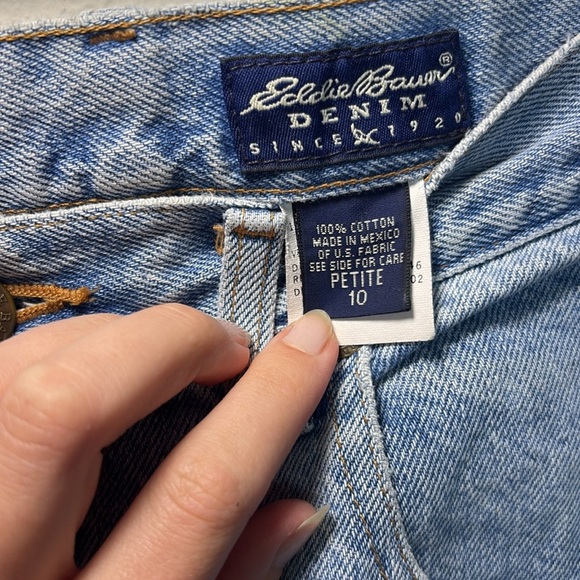 Eddie Bauer®
DENIM
SINCE 1920
100% COTTON
MADE IN MEXICO
OF U.S. FABRIC
SEE SIDE FOR CARE
PETITE
10